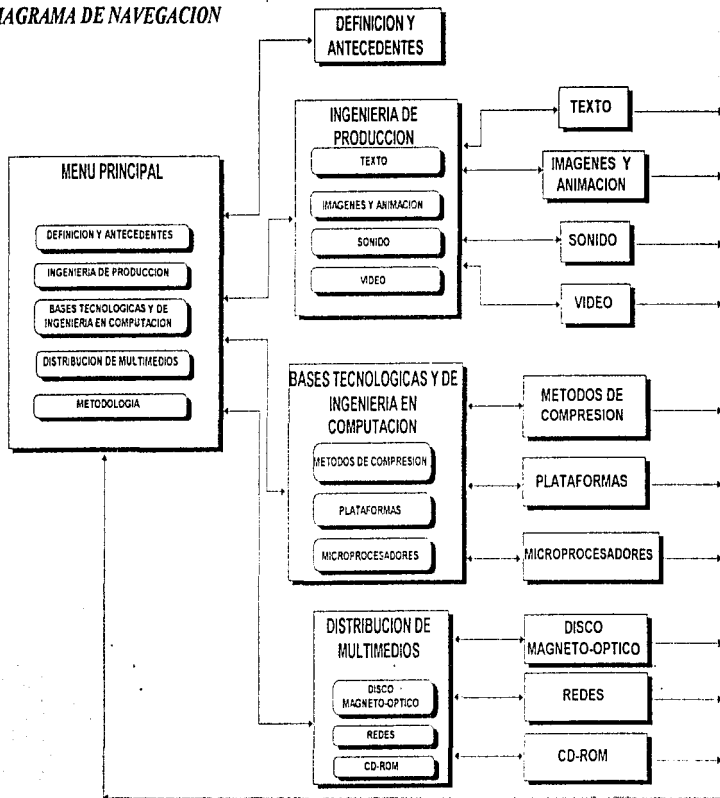 IAGRAMA DE NAVEGACION
DEFINICION Y
ANTECEDENTES
MENU PRINCIPAL
DEFINICION Y ANTECEDENTES
INGENIERIA DE PRODUCCION
BASES TECNOLOGICAS Y DE
INGENIERIA EN COMPUTACION
DISTRIBUCION DE MULTIMEDIOS
METODOLOGIA
INGENIERIA DE
PRODUCCION
TEXTO
IMAGENES Y ANIMACION
SONIDO
VIDEO
TEXTO
IMAGENES Y
ANIMACION
SONIDO
VIDEO
BASES TECNOLOGICAS Y DE
INGENIERIA EN
COMPUTACION
METODOS DE COMPRESION
PLATAFORMAS
MICROPROCESADORES
METODOS DE
COMPRESION
PLATAFORMAS
MICROPROCESADORES
DISTRIBUCION DE
MULTIMEDIOS
DISCO
MAGNETO-OPTICO
REDES
CD-ROM
DISCO
MAGNETO-OPTICO
REDES
CD-ROM